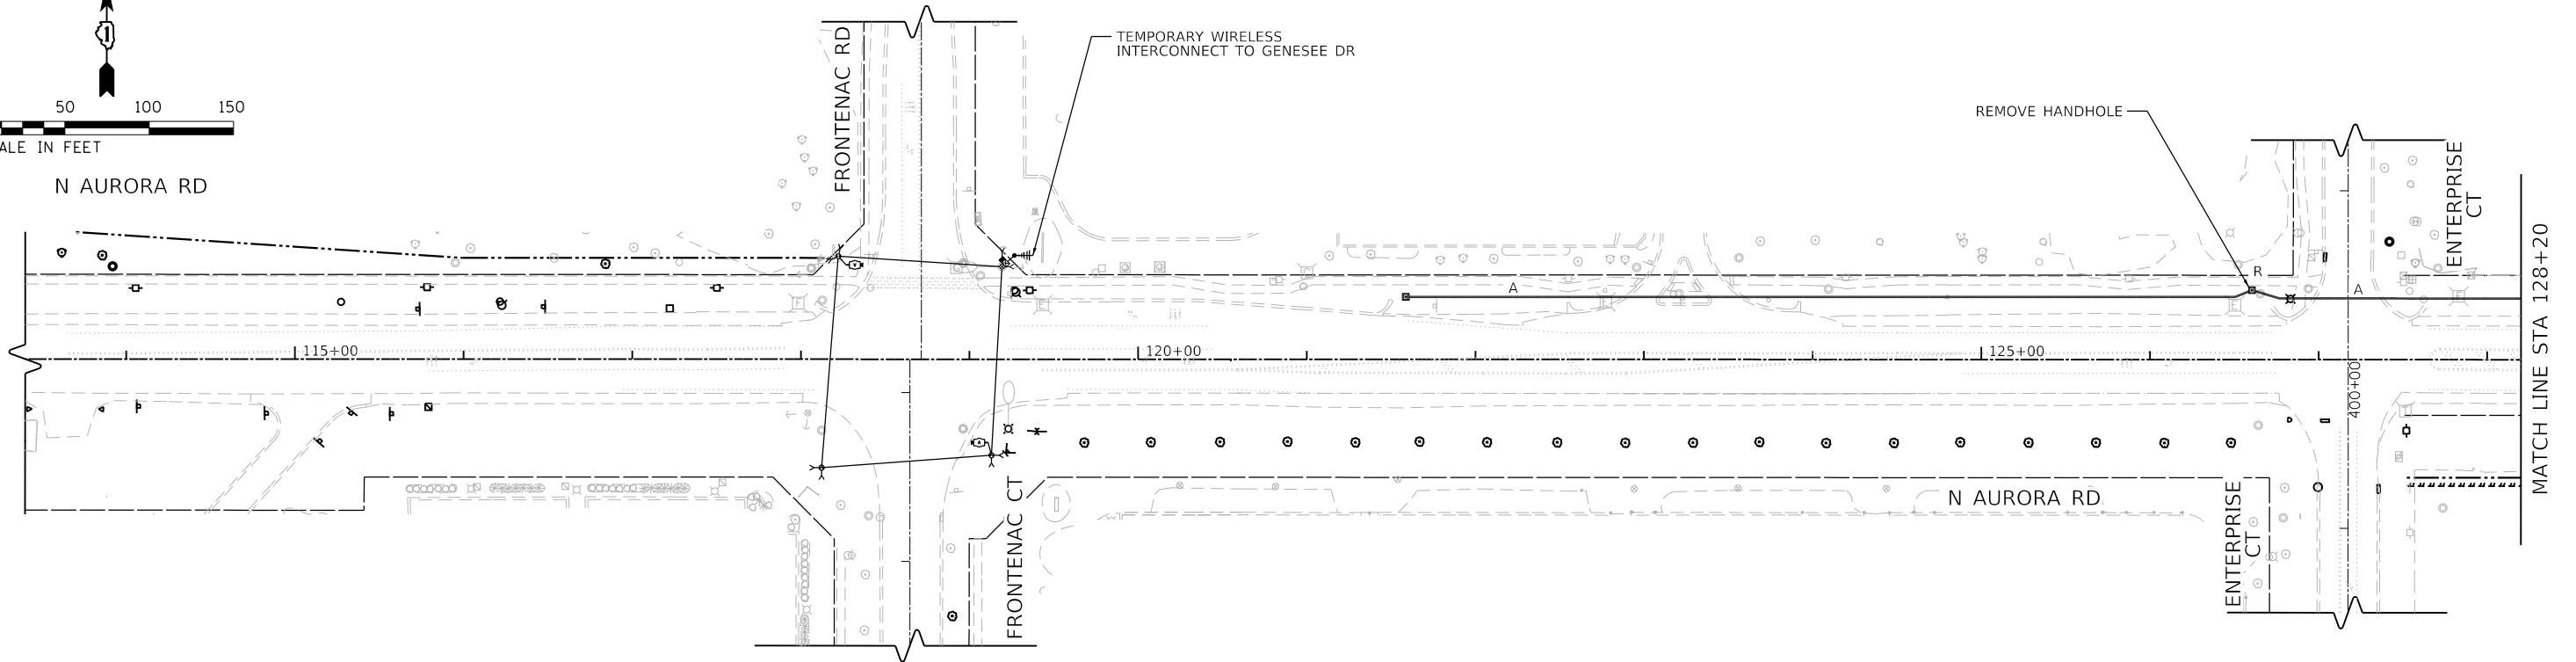 TEMPORARY WIRELESS
INTERCONNECT TO GENESEE DR
FRONTENAC RD
50 100 150
ALE IN FEET
REMOVE HANDHOLE
N AURORA RD
ENTERPRISE
CT
R
A
A
MATCH LINE STA 128+20
115+00
120+00
125+00
400+00
N AURORA RD
FRONTENAC CT
ENTERPRISE
CT